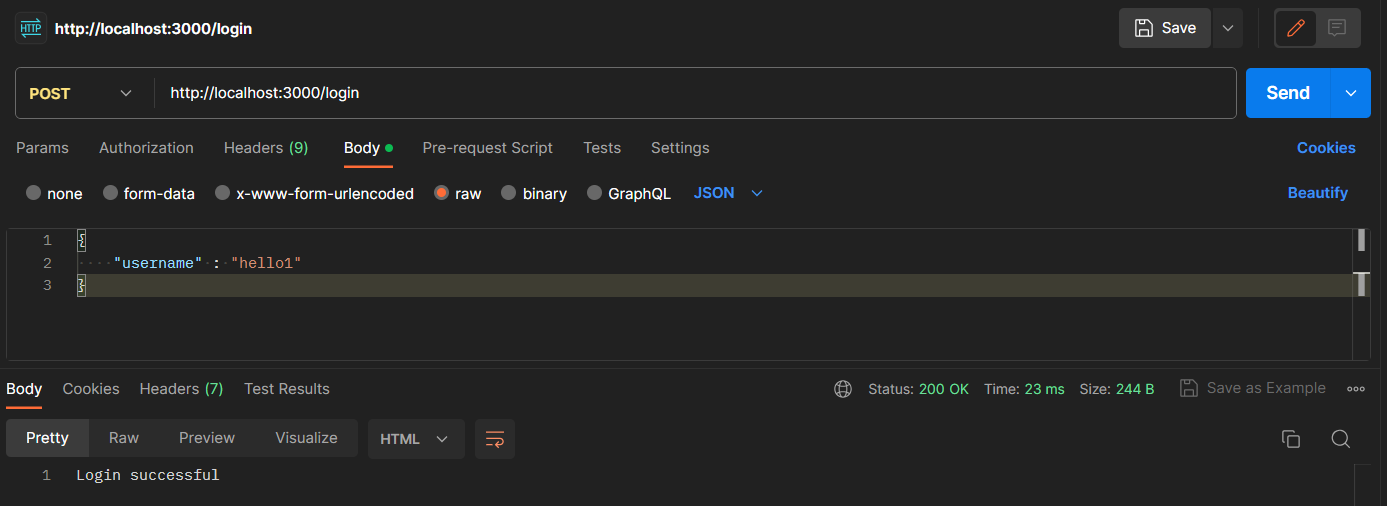 HTTP http://localhost:3000/login Save
POST http://localhost:3000/login Send
Params Authorization Headers (9) Body Pre-request Script Tests Settings Cookies
none form-data x-www-form-urlencoded raw binary GraphQL JSON Beautify
1 {
2 "username" : "hello1"
3 }
Body Cookies Headers (7) Test Results Status: 200 OK Time: 23 ms Size: 244 B Save as Example
Pretty Raw Preview Visualize HTML
1 Login successful